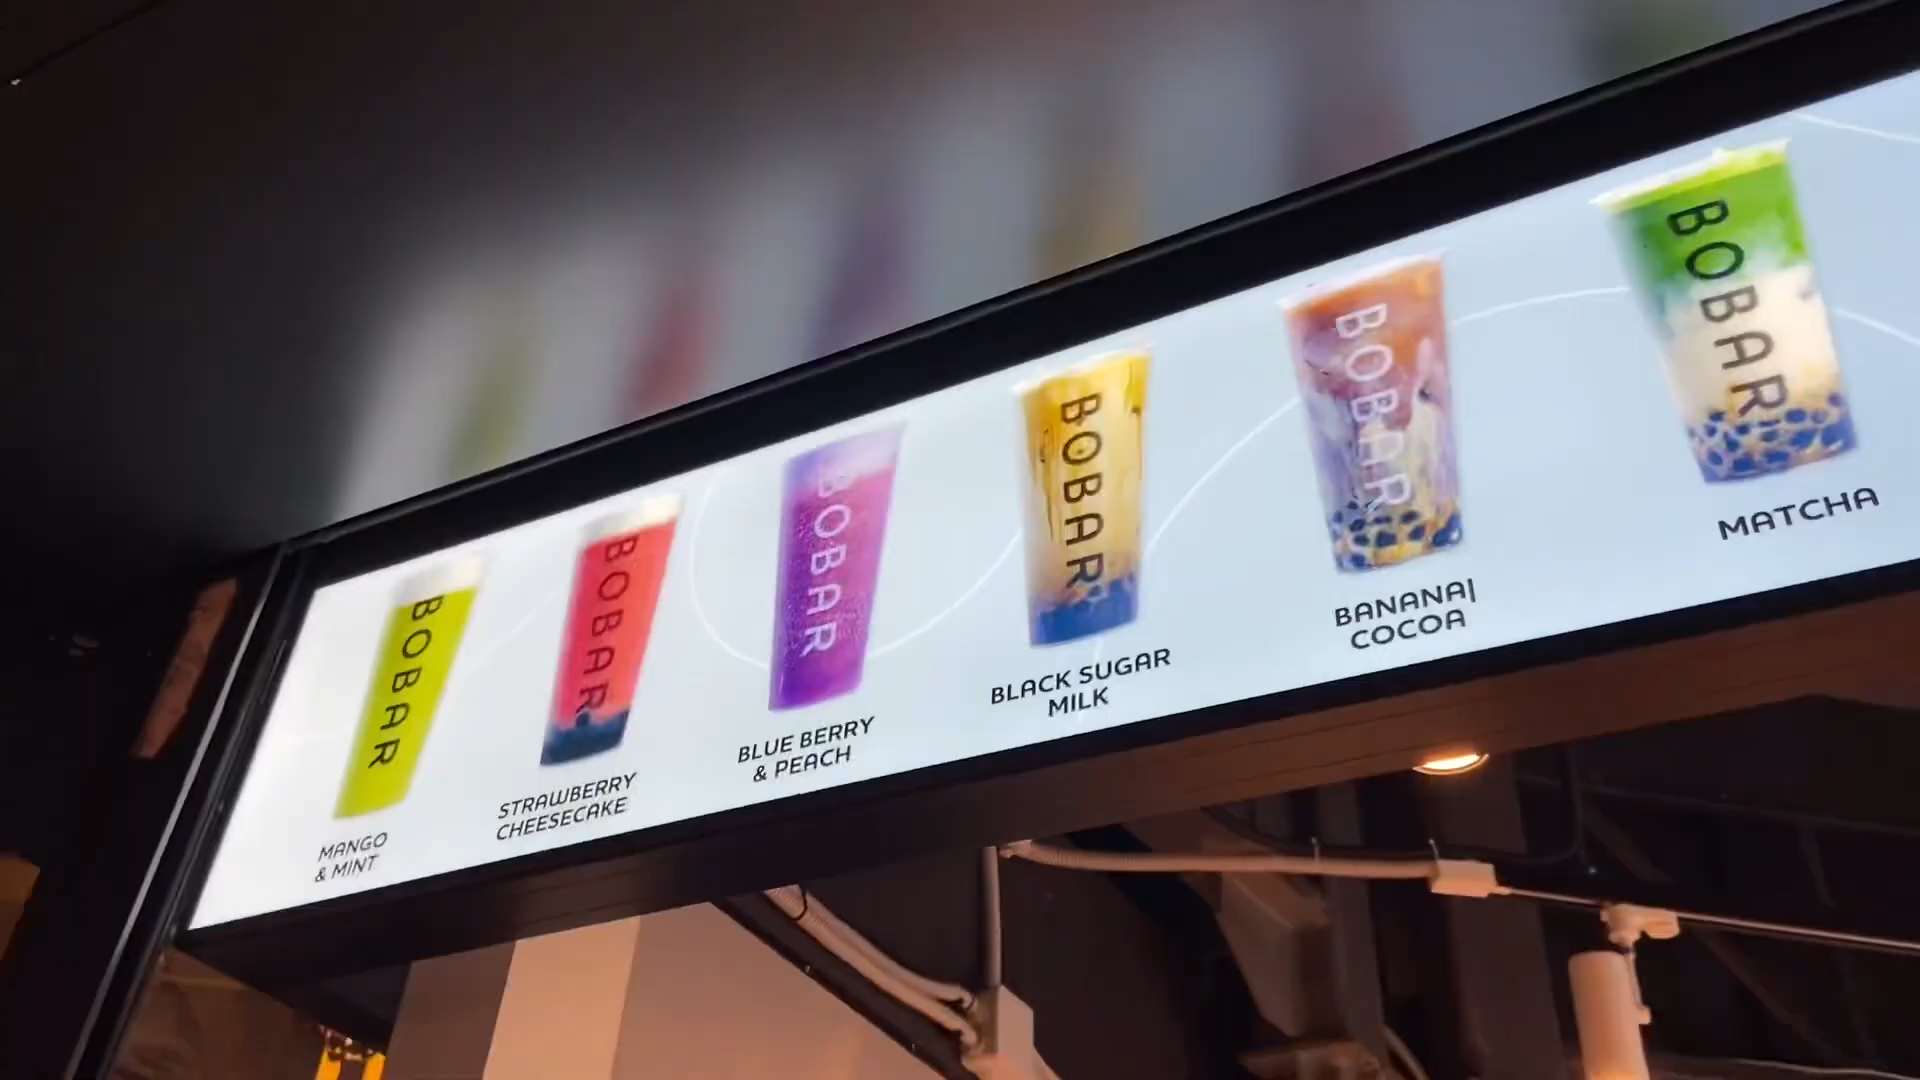 BOBAR
MANGO
& MINT
BOBAR
STRAWBERRY
CHEESECAKE
BOBAR
BLUE BERRY
& PEACH
BOBAR
BLACK SUGAR
MILK
BOBAR
BANANA|
COCOA
BOBAR
MATCHA